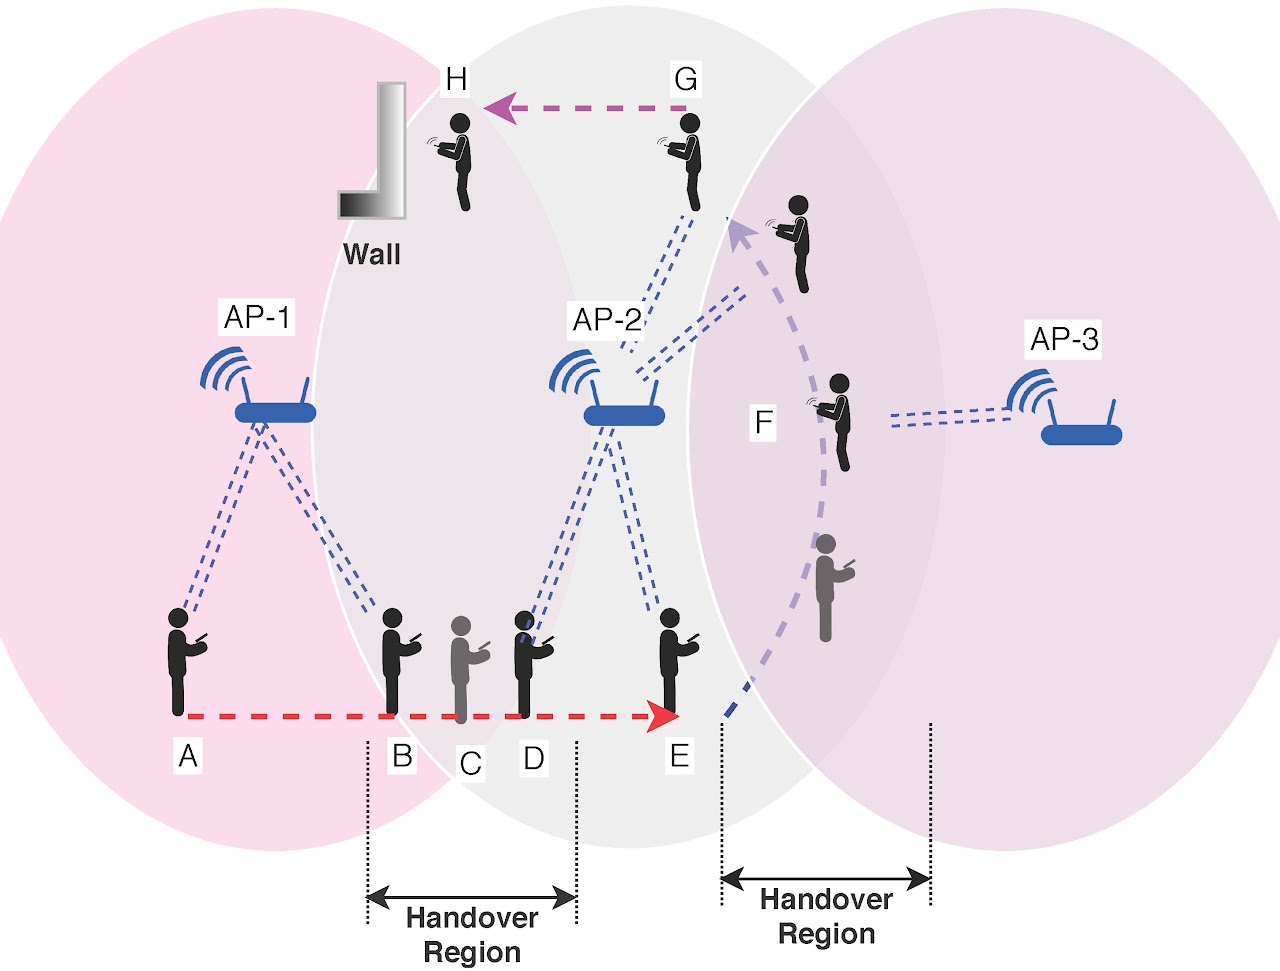 H
G
Wall
AP-1
AP-2
AP-3
F
A
B
C
D
E
Handover
Region
Handover
Region